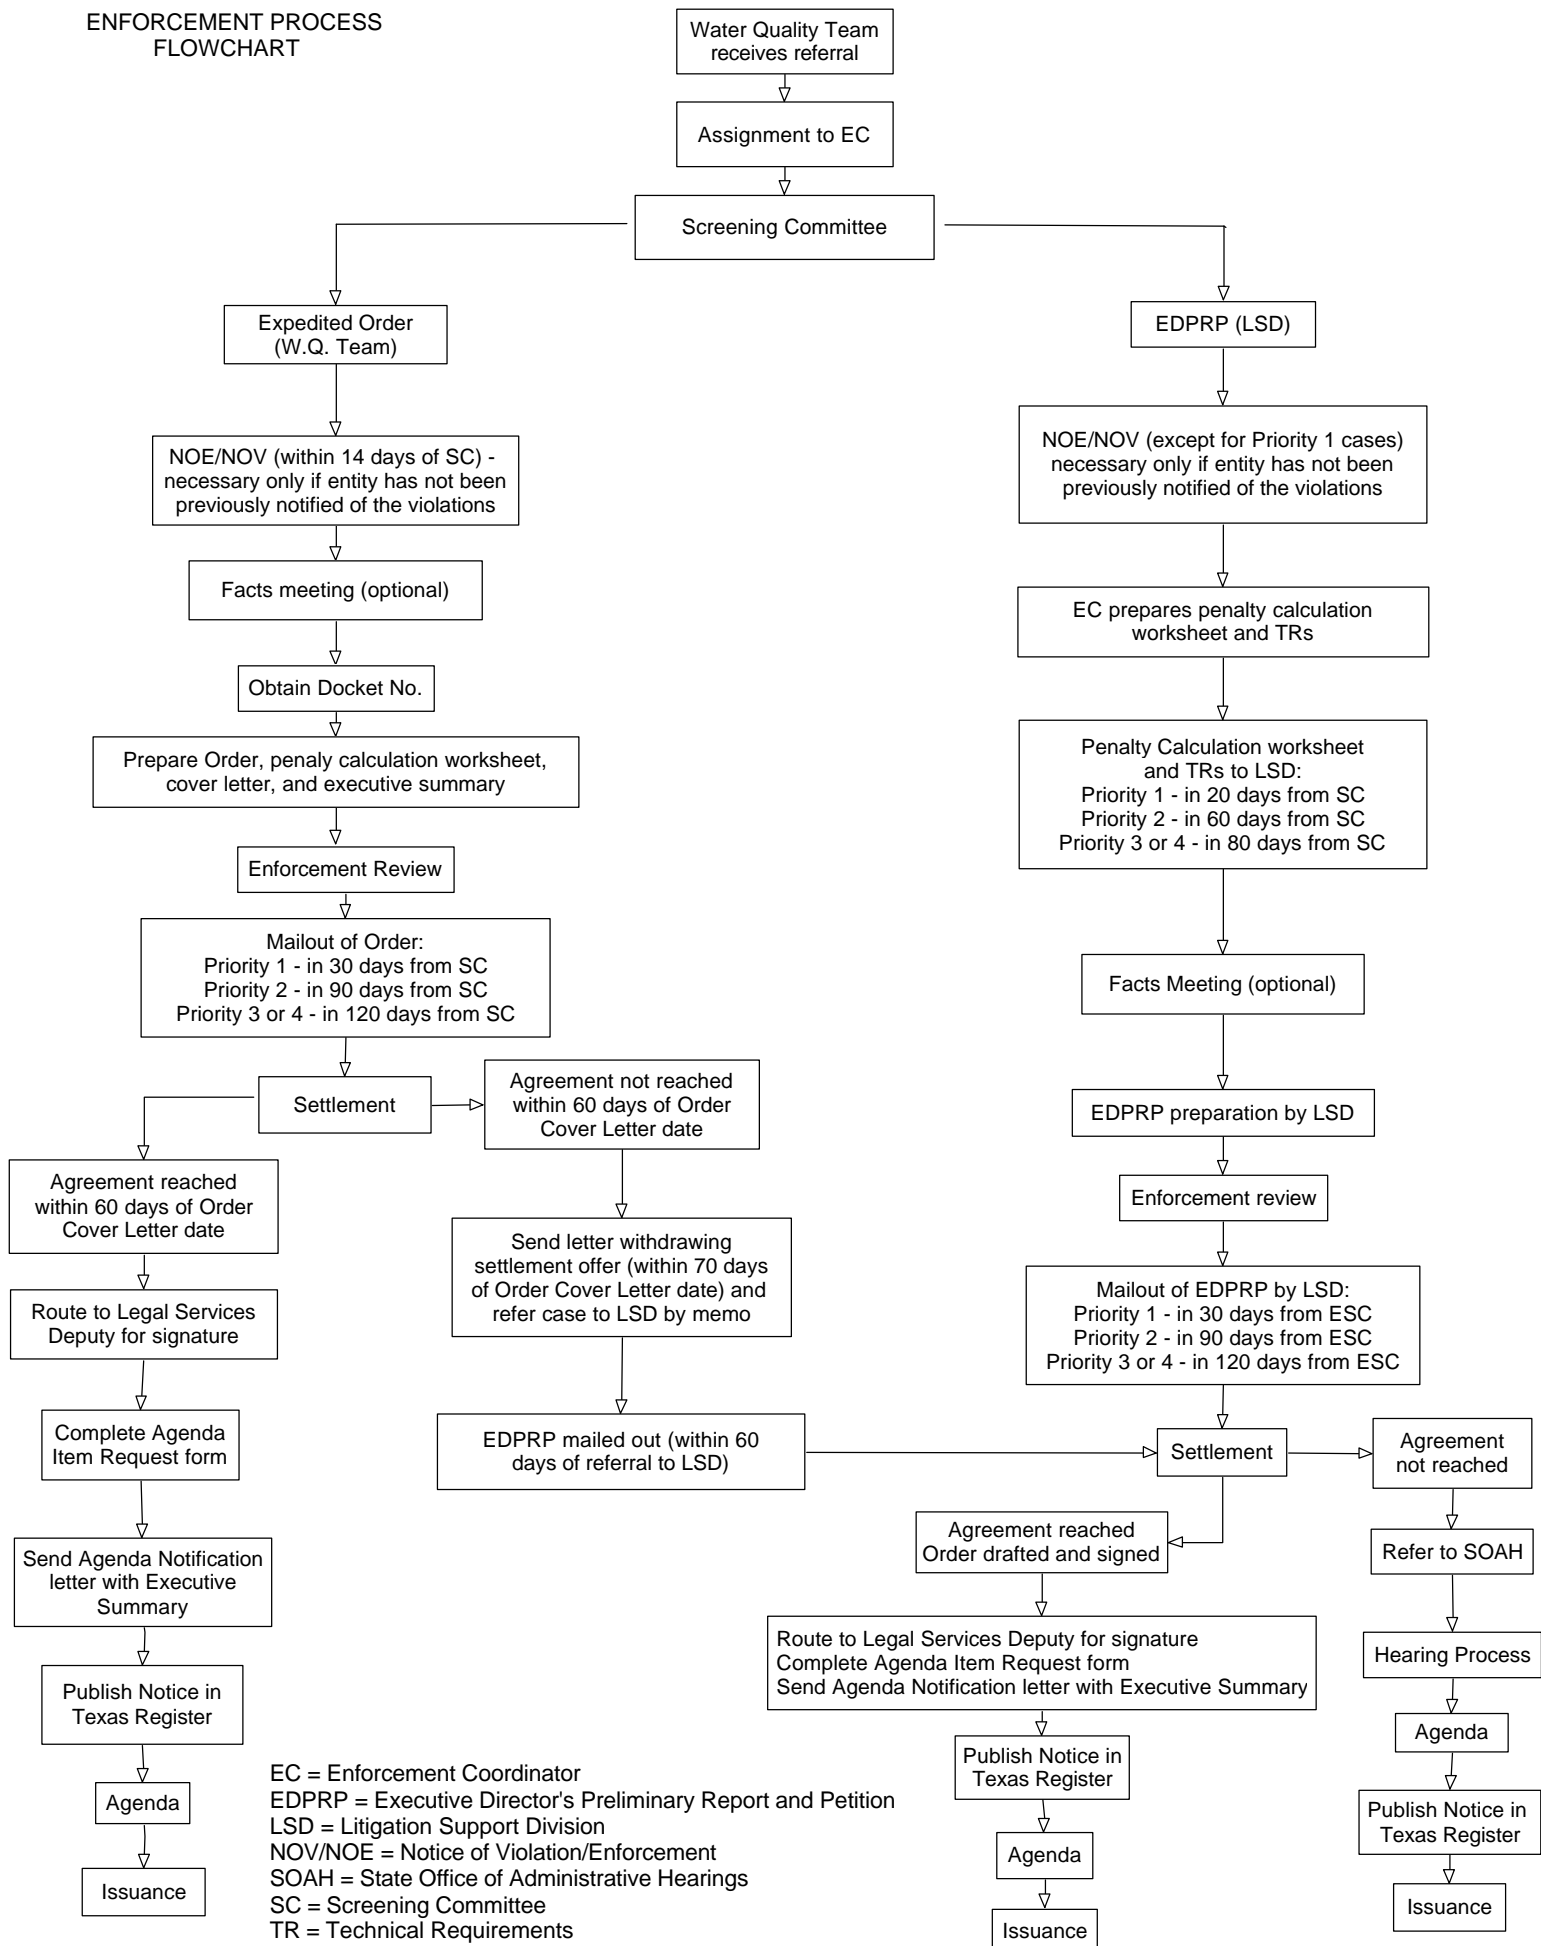 ENFORCEMENT PROCESS
FLOWCHART
Water Quality Team
receives referral
Assignment to EC
Screening Committee
Expedited Order
(W.Q. Team)
NOE/NOV (within 14 days of SC) -
necessary only if entity has not been
previously notified of the violations
Facts meeting (optional)
Obtain Docket No.
Prepare Order, penaly calculation worksheet,
cover letter, and executive summary
Enforcement Review
Mailout of Order:
Priority 1 - in 30 days from SC
Priority 2 - in 90 days from SC
Priority 3 or 4 - in 120 days from SC
Settlement
Agreement reached
within 60 days of Order
Cover Letter date
Route to Legal Services
Deputy for signature
Complete Agenda
Item Request form
Send Agenda Notification
letter with Executive
Summary
Publish Notice in
Texas Register
Agenda
Issuance
Agreement not reached
within 60 days of Order
Cover Letter date
Send letter withdrawing
settlement offer (within 70 days
of Order Cover Letter date) and
refer case to LSD by memo
EDPRP mailed out (within 60
days of referral to LSD)
EDPRP (LSD)
NOE/NOV (except for Priority 1 cases)
necessary only if entity has not been
previously notified of the violations
EC prepares penalty calculation
worksheet and TRs
Penalty Calculation worksheet
and TRs to LSD:
Priority 1 - in 20 days from SC
Priority 2 - in 60 days from SC
Priority 3 or 4 - in 80 days from SC
Facts Meeting (optional)
EDPRP preparation by LSD
Enforcement review
Mailout of EDPRP by LSD:
Priority 1 - in 30 days from ESC
Priority 2 - in 90 days from ESC
Priority 3 or 4 - in 120 days from ESC
Settlement
Agreement reached
Order drafted and signed
Route to Legal Services Deputy for signature
Complete Agenda Item Request form
Send Agenda Notification letter with Executive Summary
Publish Notice in
Texas Register
Agenda
Issuance
Agreement
not reached
Refer to SOAH
Hearing Process
Agenda
Publish Notice in
Texas Register
Issuance
EC = Enforcement Coordinator
EDPRP = Executive Director's Preliminary Report and Petition
LSD = Litigation Support Division
NOV/NOE = Notice of Violation/Enforcement
SOAH = State Office of Administrative Hearings
SC = Screening Committee
TR = Technical Requirements